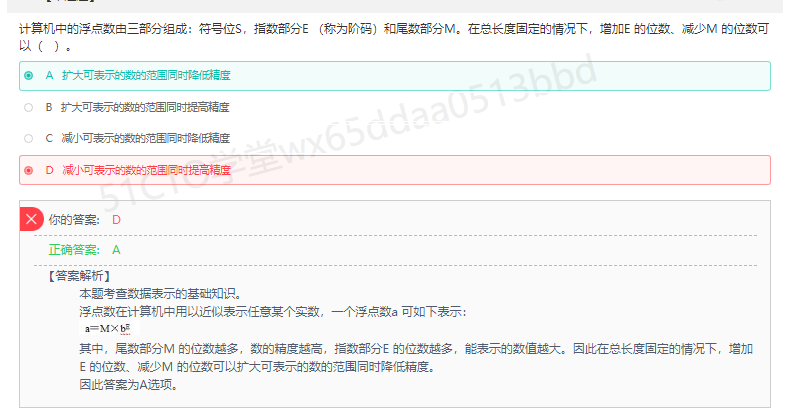 计算机中的浮点数由三部分组成：符号位S，指数部分E （称为阶码）和尾数部分M。在总长度固定的情况下，增加E 的位数、减少M 的位数可
以（   ）。
A 扩大可表示的数的范围同时降低精度
B 扩大可表示的数的范围同时提高精度
C 减小可表示的数的范围同时降低精度
D 减小可表示的数的范围同时提高精度
51CTO学堂wx65ddaa0513bbd
你的答案： D
正确答案： A
【答案解析】
本题考查数据表示的基础知识。
浮点数在计算机中用以近似表示任意某个实数，一个浮点数a 可如下表示：
a＝M×bᴱ
其中，尾数部分M 的位数越多，数的精度越高，指数部分E 的位数越多，能表示的数值越大。因此在总长度固定的情况下，增加
E 的位数、减少M 的位数可以扩大可表示的数的范围同时降低精度。
因此答案为A选项。